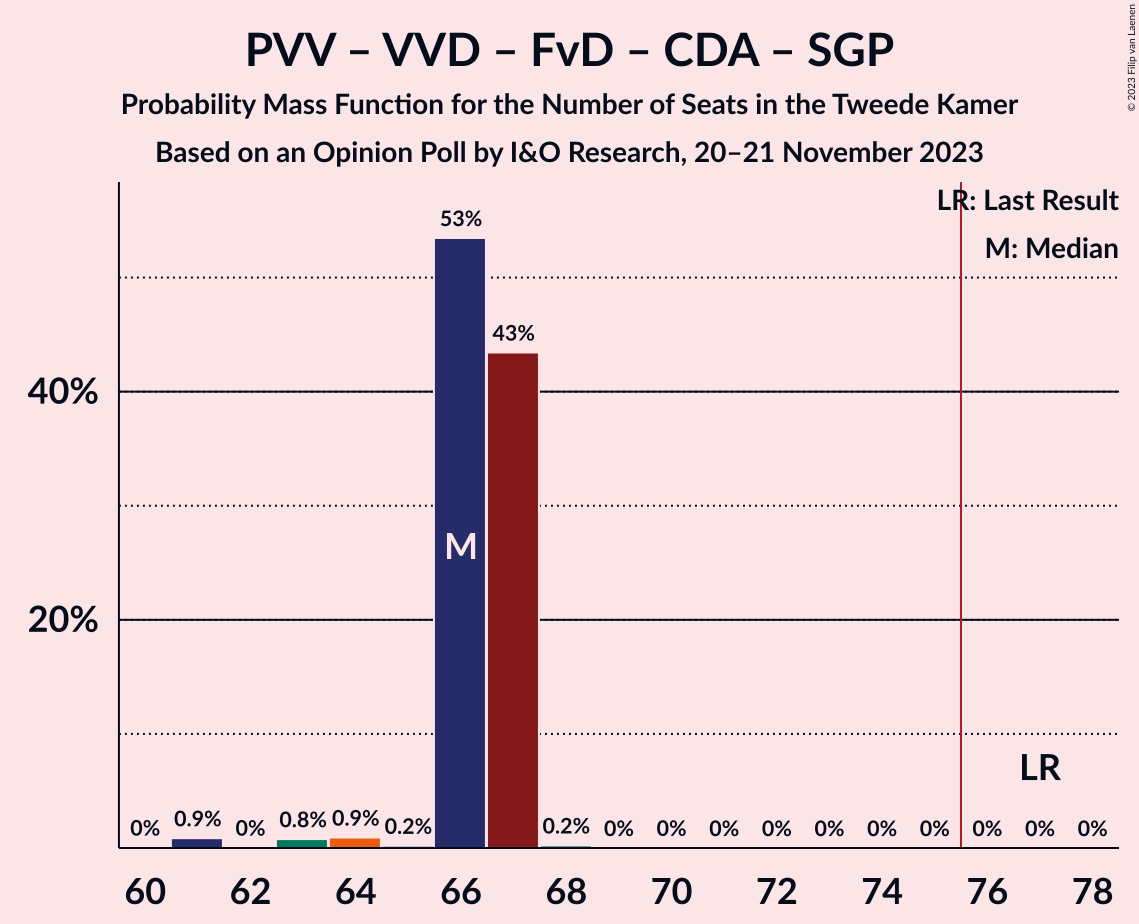 PVV – VVD – FvD – CDA – SGP
Probability Mass Function for the Number of Seats in the Tweede Kamer
Based on an Opinion Poll by I&O Research, 20–21 November 2023
© 2023 Filip van Laenen
LR: Last Result
M: Median
53%
43%
40%
20%
M
LR
0% 0.9% 0% 0.8% 0.9% 0.2% 0.2% 0% 0% 0% 0% 0% 0% 0% 0% 0% 0%
60 62 64 66 68 70 72 74 76 78